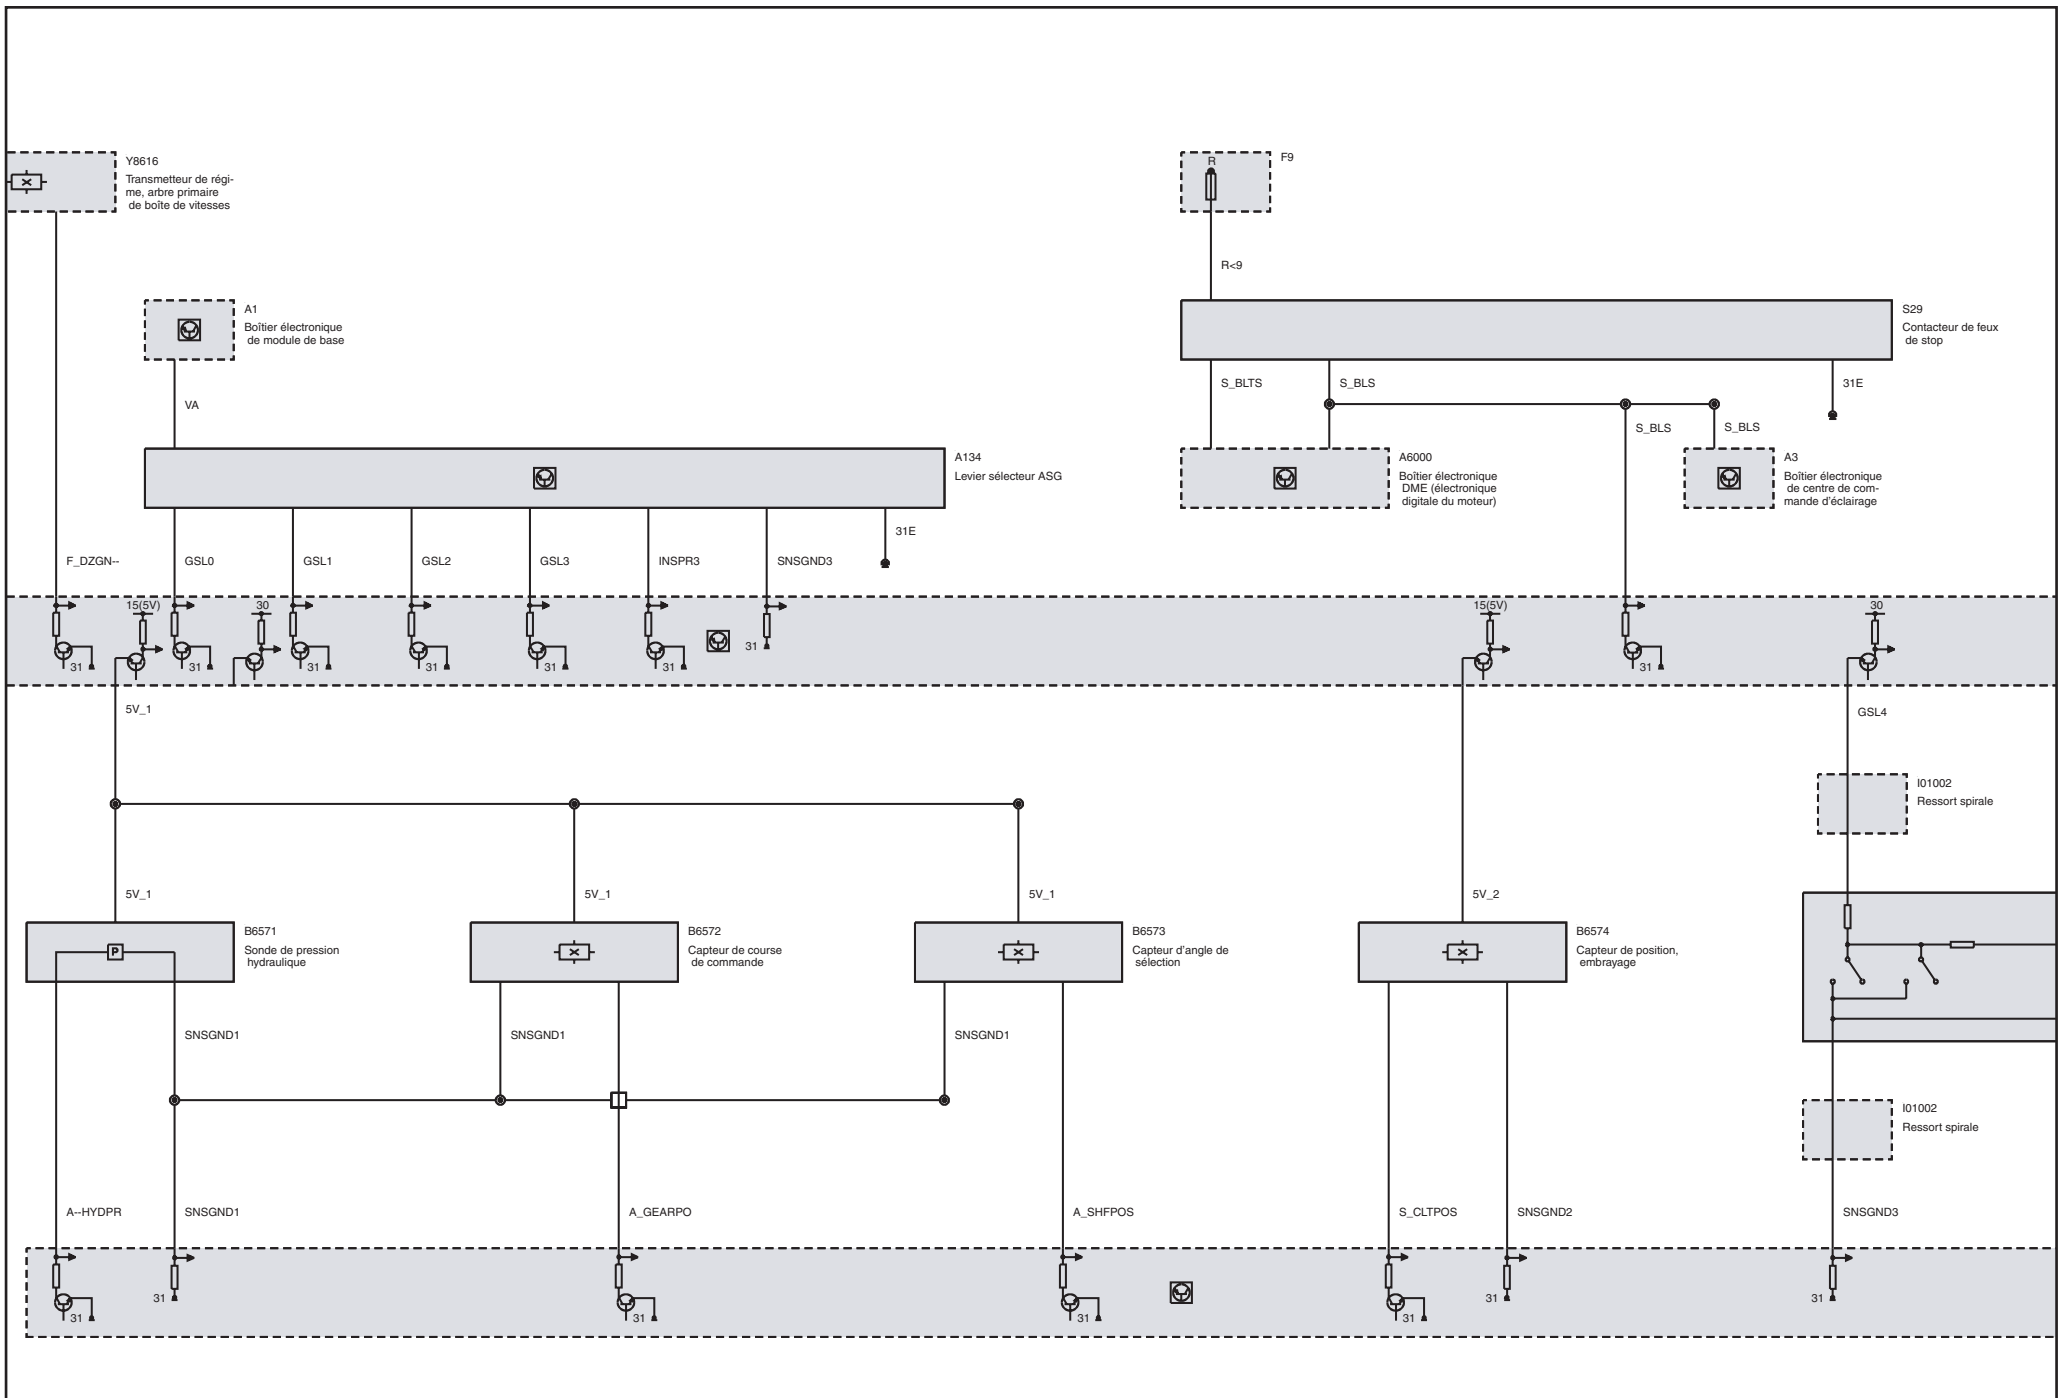 Y8616
Transmetteur de régi-
me, arbre primaire
de boîte de vitesses
R
F9
R<9
A1
Boîtier électronique
de module de base
S29
Contacteur de feux
de stop
VA
S_BLTS
S_BLS
31E
S_BLS
S_BLS
A134
Levier sélecteur ASG
A6000
Boîtier électronique
DME (électronique
digitale du moteur)
A3
Boîtier électronique
de centre de com-
mande d'éclairage
31E
F_DZGN--
GSL0
GSL1
GSL2
GSL3
INSPR3
SNSGND3
15(5V)
30
15(5V)
30
31
31
31
31
31
31
31
31
5V_1
GSL4
I01002
Ressort spirale
5V_1
5V_1
5V_1
5V_2
B6571
Sonde de pression
hydraulique
P
B6572
Capteur de course
de commande
B6573
Capteur d'angle de
sélection
B6574
Capteur de position,
embrayage
SNSGND1
SNSGND1
SNSGND1
I01002
Ressort spirale
A--HYDPR
SNSGND1
A_GEARPO
A_SHFPOS
S_CLTPOS
SNSGND2
SNSGND3
31
31
31
31
31
31
31